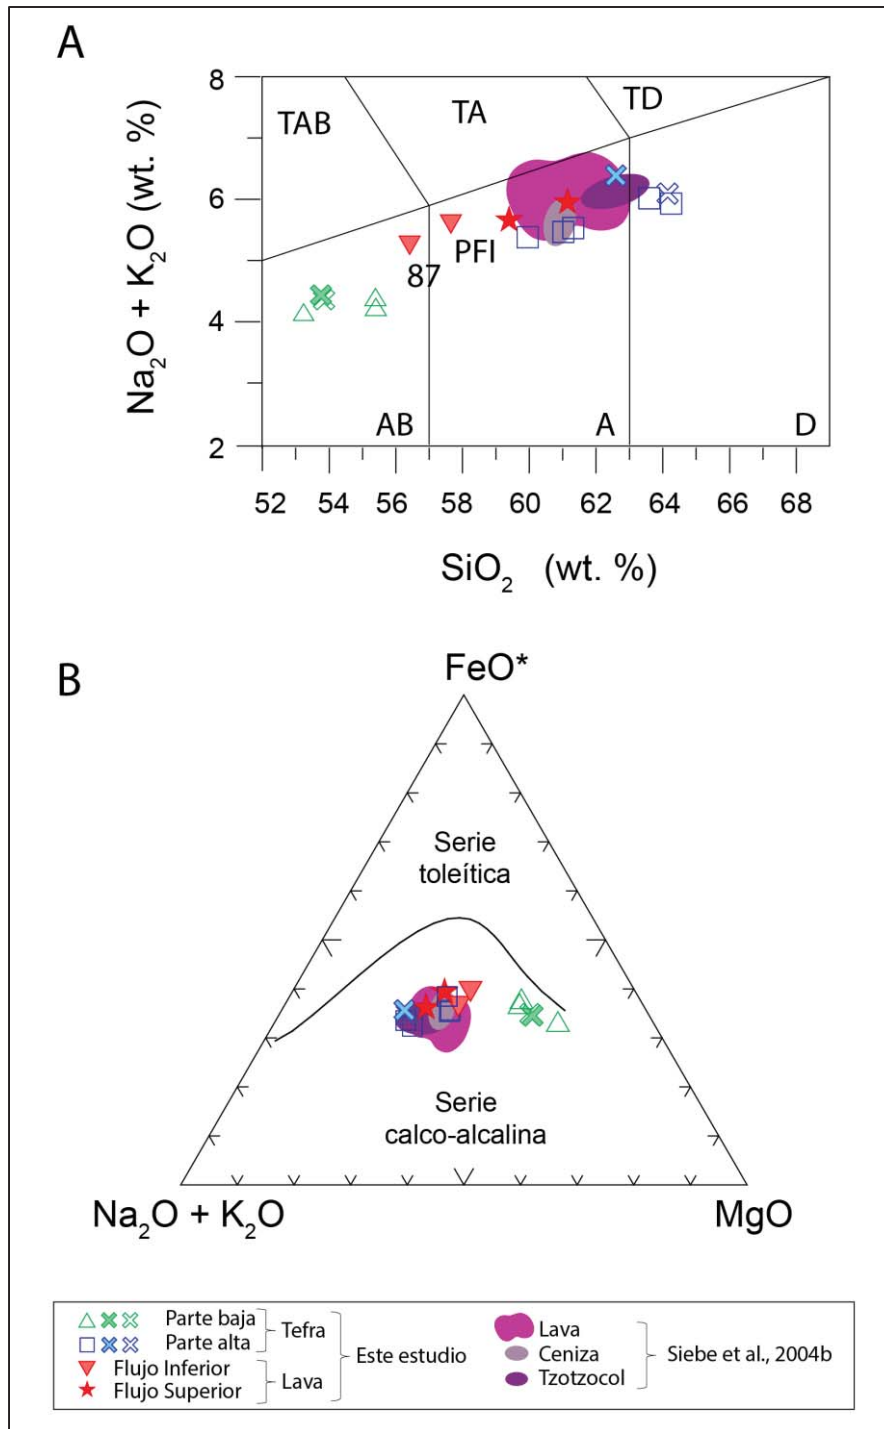 A
Na₂O + K₂O (wt. %)
8
6
4
2
TAB
TA
TD
PFI
87
AB
A
D
52 54 56 58 60 62 64 66 68
SiO₂ (wt. %)
B
FeO*
Serie
toleítica
Serie
calco-alcalina
Na₂O + K₂O
MgO
Parte baja
Parte alta
Tefra
Flujo Inferior
Flujo Superior
Lava
Este estudio
Lava
Ceniza
Tzotzocol
Siebe et al., 2004b